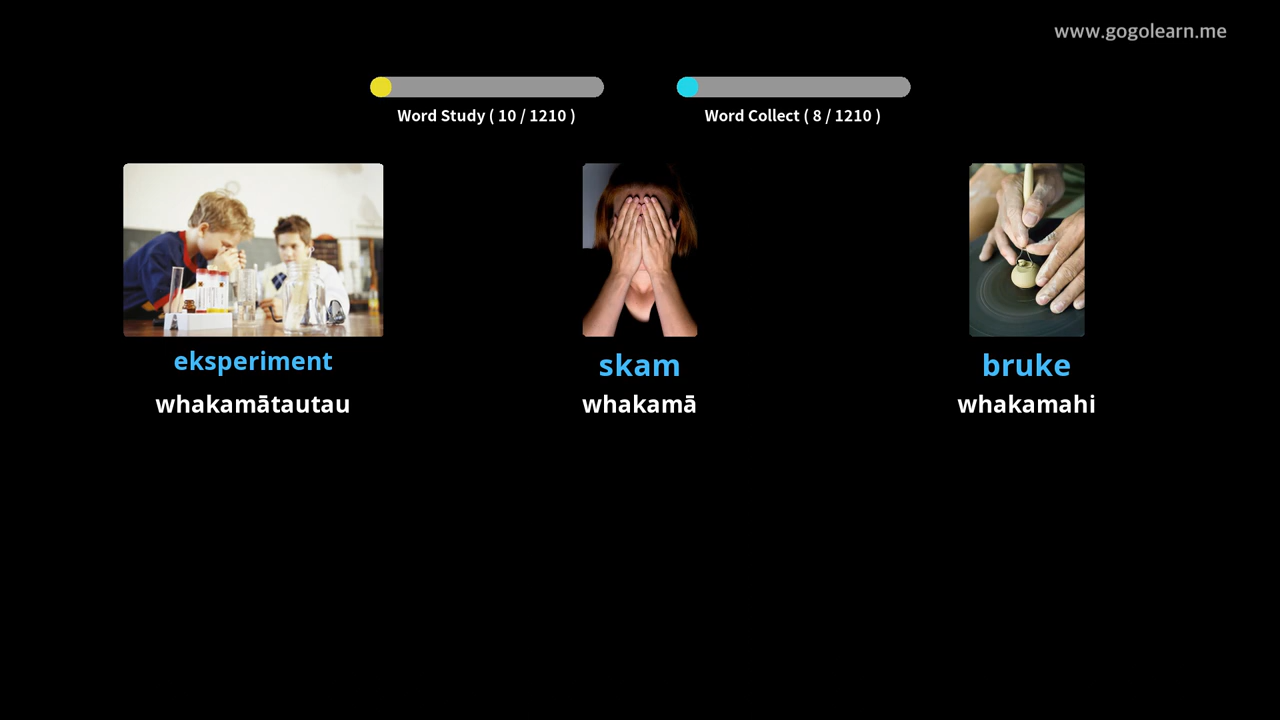 www.gogolearn.me
Word Study ( 10 / 1210 )
Word Collect ( 8 / 1210 )
eksperiment
whakamātautau
skam
whakamā
bruke
whakamahi